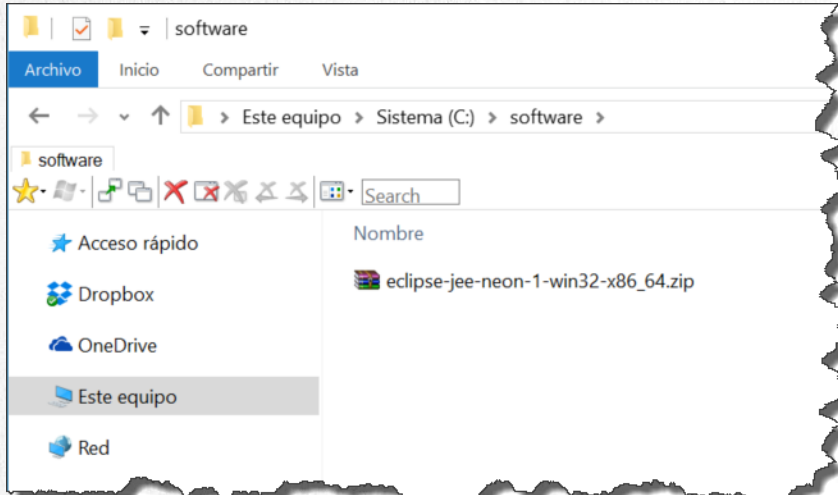 software
Archivo Inicio Compartir Vista
Este equipo > Sistema (C:) > software >
software
Search
Nombre
Acceso rápido
eclipse-jee-neon-1-win32-x86_64.zip
Dropbox
OneDrive
Este equipo
Red